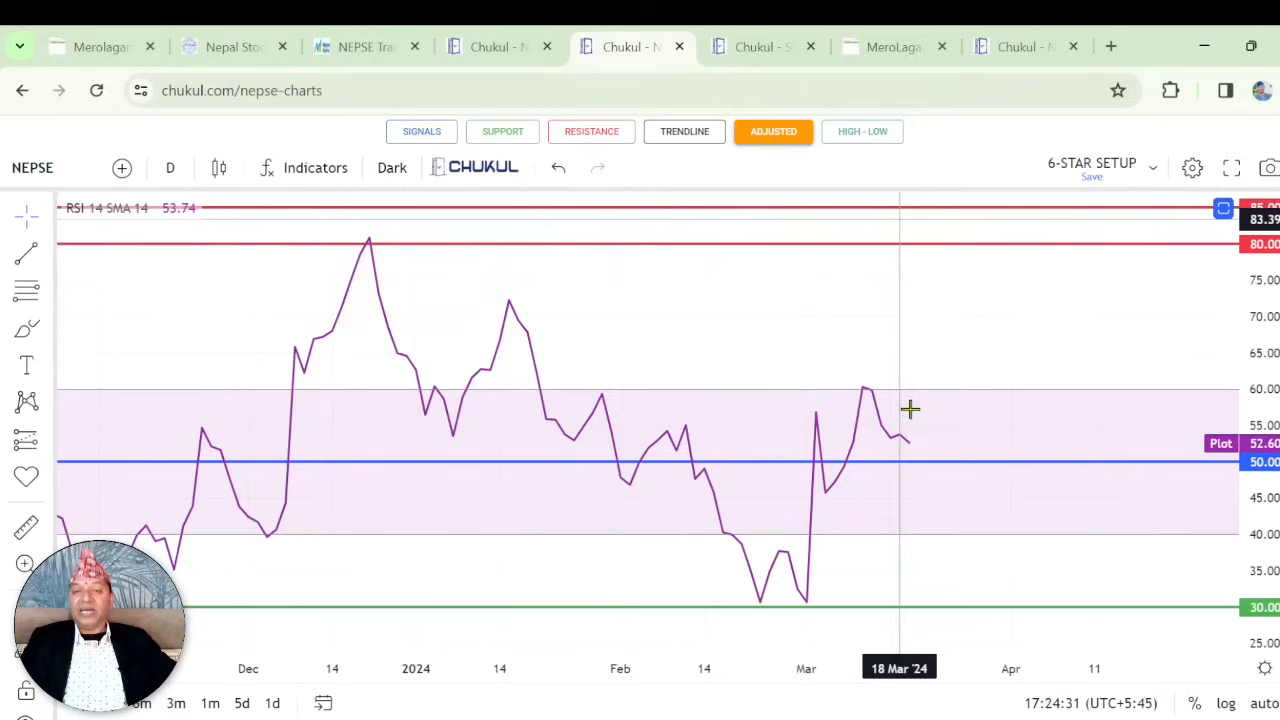 Merolagar
Nepal Sto
NEPSE Tra
Chukul - N
Chukul - N
Chukul - S
MeroLaga
Chukul - N
chukul.com/nepse-charts
SIGNALS SUPPORT RESISTANCE TRENDLINE ADJUSTED HIGH - LOW
NEPSE D Indicators Dark CHUKUL 6-STAR SETUP
Save
RSI 14 SMA 14 53.74
85.00
83.39
80.00
75.00
70.00
65.00
60.00
55.00
Plot 52.60
50.00
45.00
40.00
35.00
30.00
25.00
Dec 14 2024 14 Feb 14 Mar 18 Mar '24 Apr 11
3m 1m 5d 1d 17:24:31 (UTC+5:45) % log auto